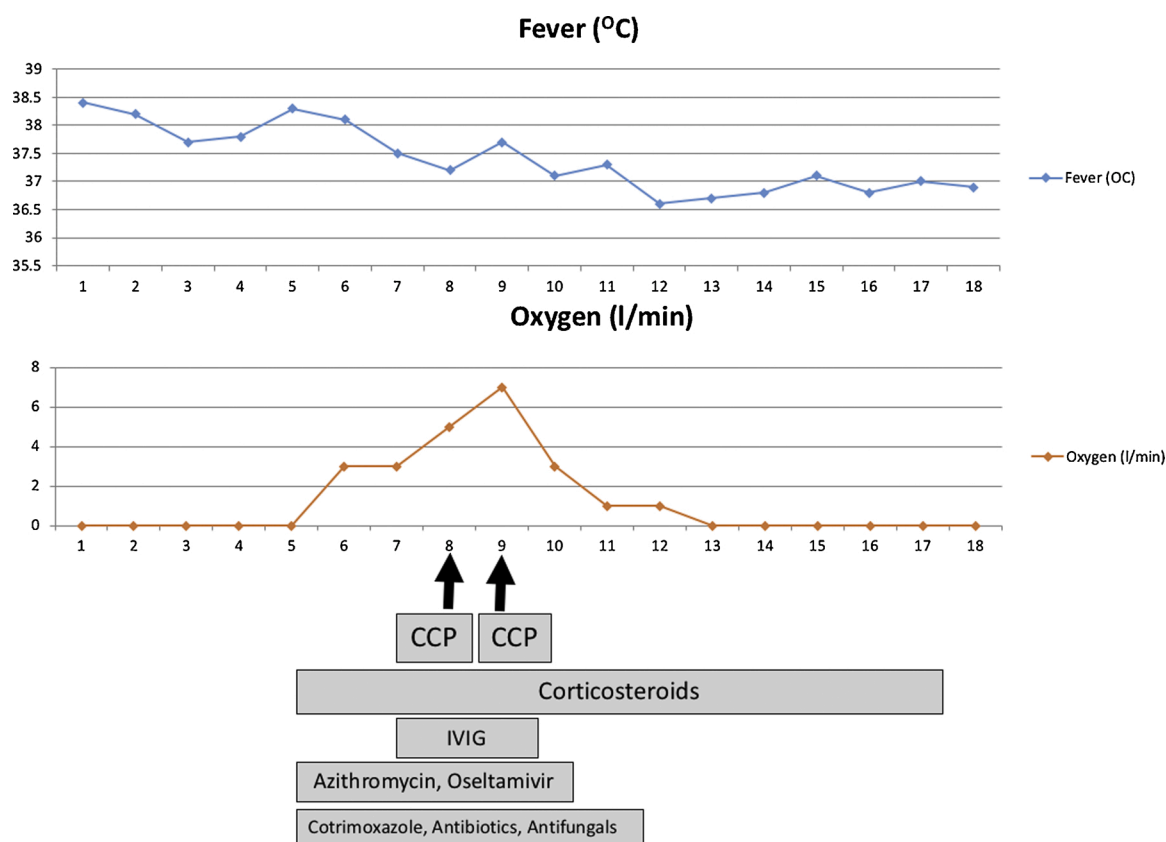 Fever (ᴼC)
39
38.5
38
37.5
37
36.5
36
35.5
Fever (OC)
1 2 3 4 5 6 7 8 9 10 11 12 13 14 15 16 17 18
Oxygen (l/min)
8
6
4
2
0
Oxygen (l/min)
1 2 3 4 5 6 7 8 9 10 11 12 13 14 15 16 17 18
CCP CCP
Corticosteroids
IVIG
Azithromycin, Oseltamivir
Cotrimoxazole, Antibiotics, Antifungals